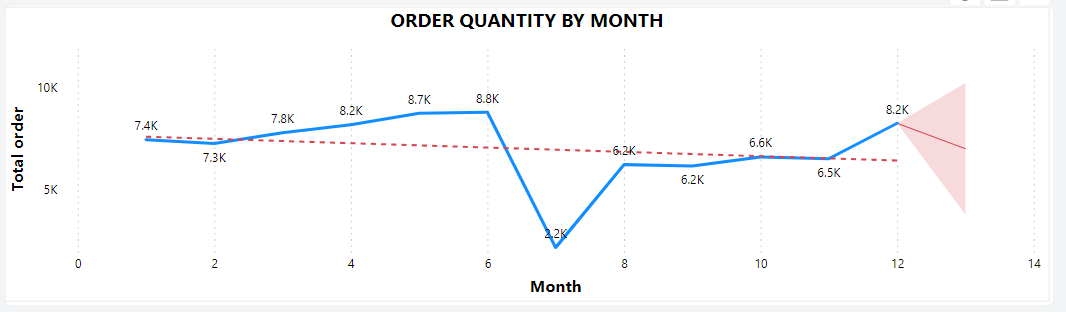 ORDER QUANTITY BY MONTH
10K
5K
Total order
7.4K
7.3K
7.8K
8.2K
8.7K
8.8K
2.2K
6.2K
6.2K
6.6K
6.5K
8.2K
0 2 4 6 8 10 12 14
Month